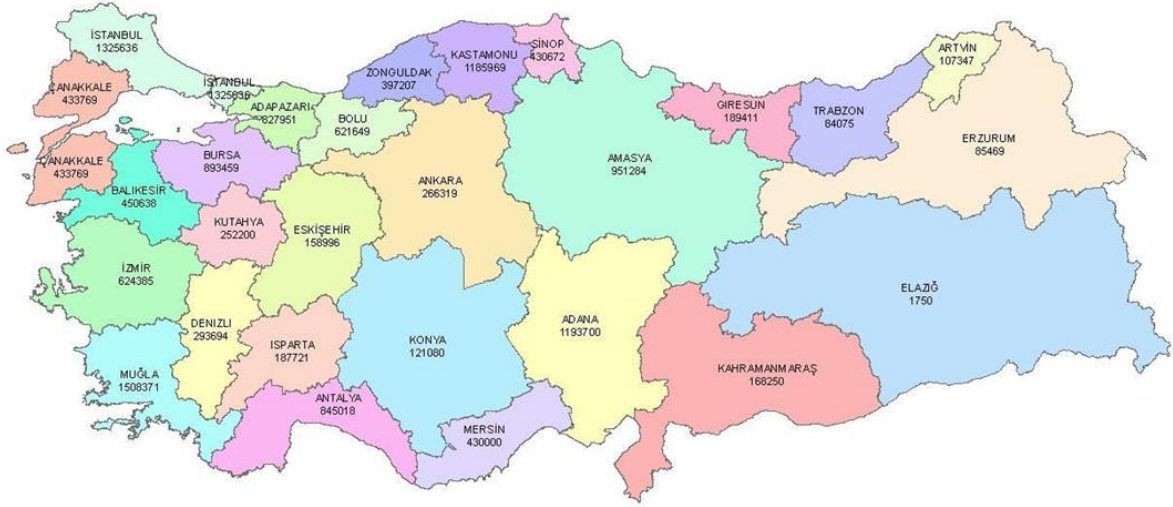 İSTANBUL
1325636
SİNOP
430672
KASTAMONU
1185969
ARTVİN
107347
ZONGULDAK
397207
ÇANAKKALE
433769
İSTANBUL
1325636
ADAPAZARI
827951
BOLU
621649
GIRESUN
189411
TRABZON
84075
ERZURUM
85469
ÇANAKKALE
433769
BURSA
893459
AMASYA
951284
ANKARA
266319
BALIKESİR
450638
KUTAHYA
252200
ESKİŞEHİR
158996
İZMİR
624385
ELAZIĞ
1750
DENIZLI
293694
ADANA
1193700
ISPARTA
187721
KONYA
121080
MUĞLA
1508371
KAHRAMANMARAŞ
168250
ANTALYA
845018
MERSİN
430000